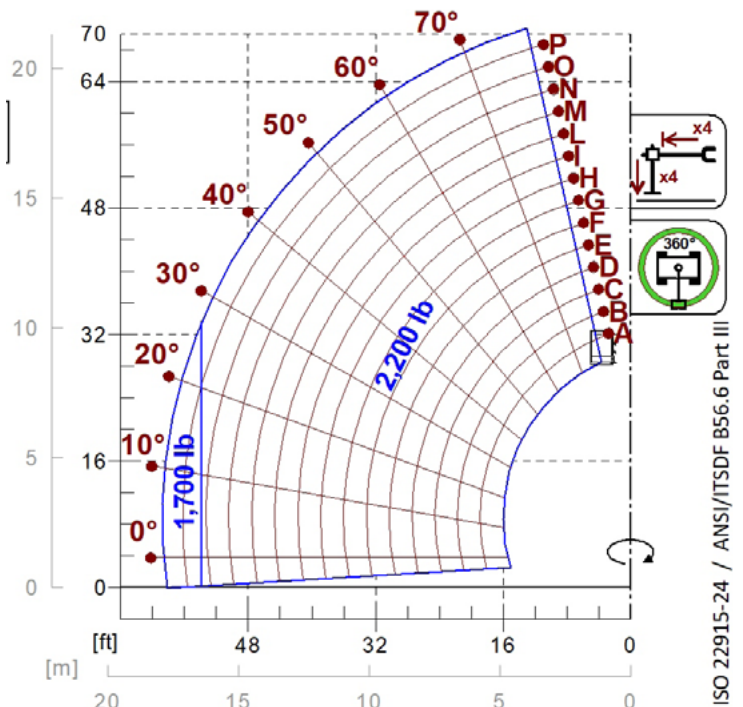 70
64
48
32
16
0
20
15
10
5
0
70°
60°
50°
40°
30°
20°
10°
0°
P
O
N
M
L
I
H
G
F
E
D
C
B
A
2,200 lb
1,700 lb
x4
x4
360°
[ft]
48
32
16
0
[m]
20
15
10
5
0
ISO 22915-24 / ANSI/ITSDF B56.6 Part III